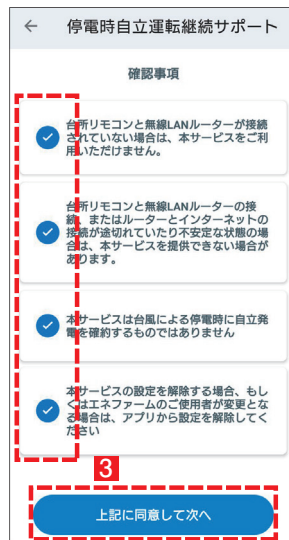 ← 停電時自立運転継続サポート
確認事項
台所リモコンと無線LANルーターが接続
されていない場合は、本サービスをご利
用いただけません。
台所リモコンと無線LANルーターの接
続、またはルーターとインターネットの
接続が途切れていたり不安定な状態の場
合は、本サービスを提供できない場合が
あります。
本サービスは台風による停電時に自立発
電を確約するものではありません
本サービスの設定を解除する場合、もし
くはエネファームのご使用者が変更とな
る場合は、アプリから設定を解除してく
ださい
3
上記に同意して次へ